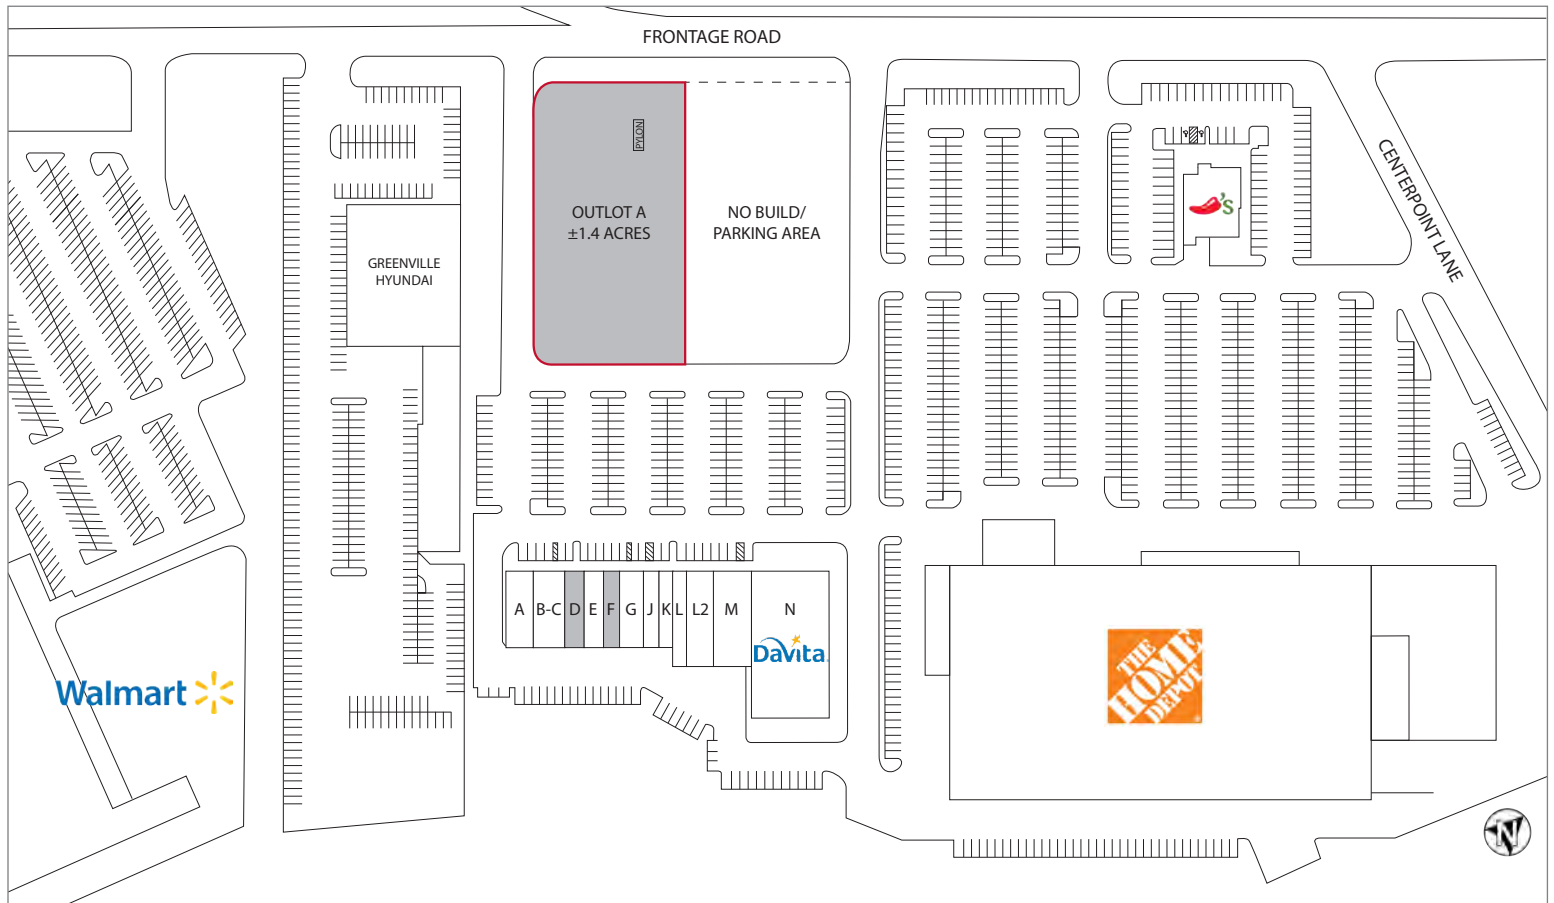 FRONTAGE ROAD
CENTERPOINT LANE
PYLON
OUTLOT A
±1.4 ACRES
NO BUILD/
PARKING AREA
'S
GREENVILLE
HYUNDAI
A
B-C
D
E
F
G
J
K
L
L2
M
N
DaVita
Walmart
THE
HOME
DEPOT
N